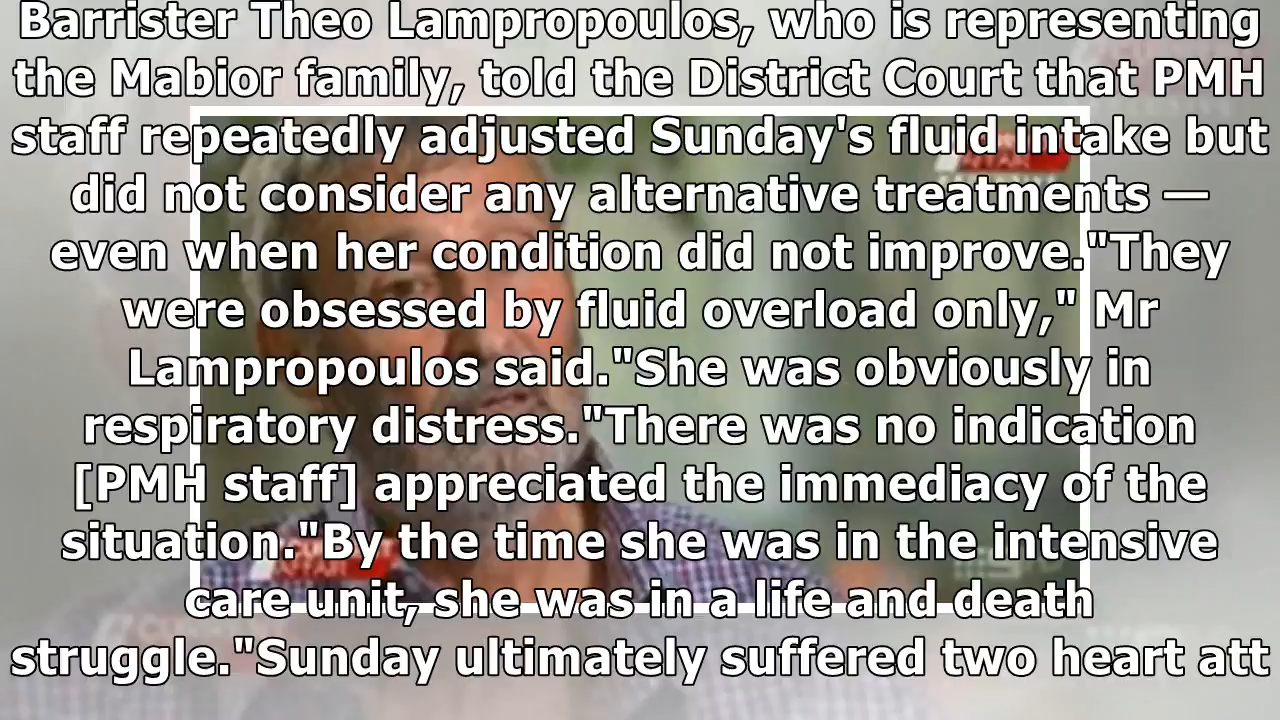 Barrister Theo Lampropoulos, who is representing
the Mabior family, told the District Court that PMH
staff repeatedly adjusted Sunday's fluid intake but
did not consider any alternative treatments —
even when her condition did not improve."They
were obsessed by fluid overload only," Mr
Lampropoulos said."She was obviously in
respiratory distress."There was no indication
[PMH staff] appreciated the immediacy of the
situation."By the time she was in the intensive
care unit, she was in a life and death
struggle."Sunday ultimately suffered two heart att